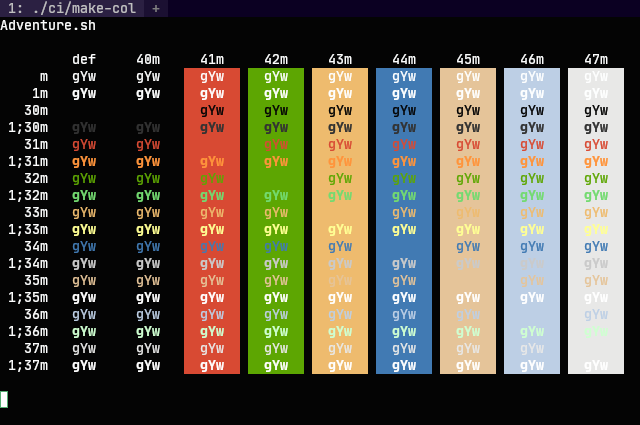 1: ./ci/make-col +
Adventure.sh
def 40m 41m 42m 43m 44m 45m 46m 47m
m gYw gYw gYw gYw gYw gYw gYw gYw gYw
1m gYw gYw gYw gYw gYw gYw gYw gYw gYw
30m gYw gYw gYw gYw gYw gYw gYw
1;30m gYw gYw gYw gYw gYw gYw gYw gYw gYw
31m gYw gYw gYw gYw gYw gYw gYw gYw
1;31m gYw gYw gYw gYw gYw gYw gYw gYw gYw
32m gYw gYw gYw gYw gYw gYw gYw gYw
1;32m gYw gYw gYw gYw gYw gYw gYw gYw gYw
33m gYw gYw gYw gYw gYw gYw gYw gYw
1;33m gYw gYw gYw gYw gYw gYw gYw gYw gYw
34m gYw gYw gYw gYw gYw gYw gYw gYw
1;34m gYw gYw gYw gYw gYw gYw gYw gYw gYw
35m gYw gYw gYw gYw gYw gYw gYw gYw
1;35m gYw gYw gYw gYw gYw gYw gYw gYw gYw
36m gYw gYw gYw gYw gYw gYw gYw gYw
1;36m gYw gYw gYw gYw gYw gYw gYw gYw gYw
37m gYw gYw gYw gYw gYw gYw gYw gYw
1;37m gYw gYw gYw gYw gYw gYw gYw gYw gYw